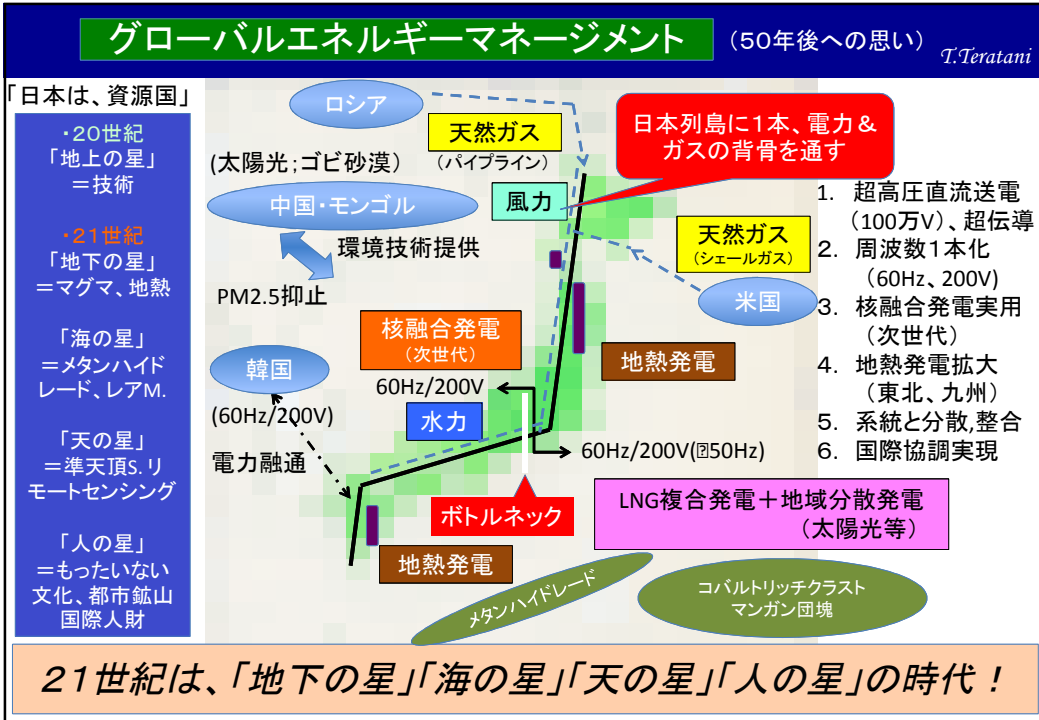 グローバルエネルギーマネージメント (50年後への思い)
T.Teratani
「日本は、資源国」
・20世紀
「地上の星」
＝技術
・21世紀
「地下の星」
＝マグマ、地熱
「海の星」
＝メタンハイド
レード、レアM.
「天の星」
＝準天頂S.リ
モートセンシング
「人の星」
＝もったいない
文化、都市鉱山
国際人財
ロシア
天然ガス
(パイプライン)
日本列島に１本、電力＆
ガスの背骨を通す
(太陽光;ゴビ砂漠）
中国・モンゴル
風力
環境技術提供
天然ガス
(シェールガス)
PM2.5抑止
米国
核融合発電
(次世代)
地熱発電
韓国
60Hz/200V
(60Hz/200V)
水力
60Hz/200V(50Hz)
電力融通
ボトルネック
LNG複合発電＋地域分散発電
（太陽光等）
地熱発電
メタンハイドレード
コバルトリッチクラスト
マンガン団塊
1. 超高圧直流送電
(100万V)、超伝導
2. 周波数１本化
(60Hz、200V)
3. 核融合発電実用
(次世代)
4. 地熱発電拡大
(東北、九州)
5. 系統と分散,整合
6. 国際協調実現
２１世紀は、「地下の星」「海の星」「天の星」「人の星」の時代！